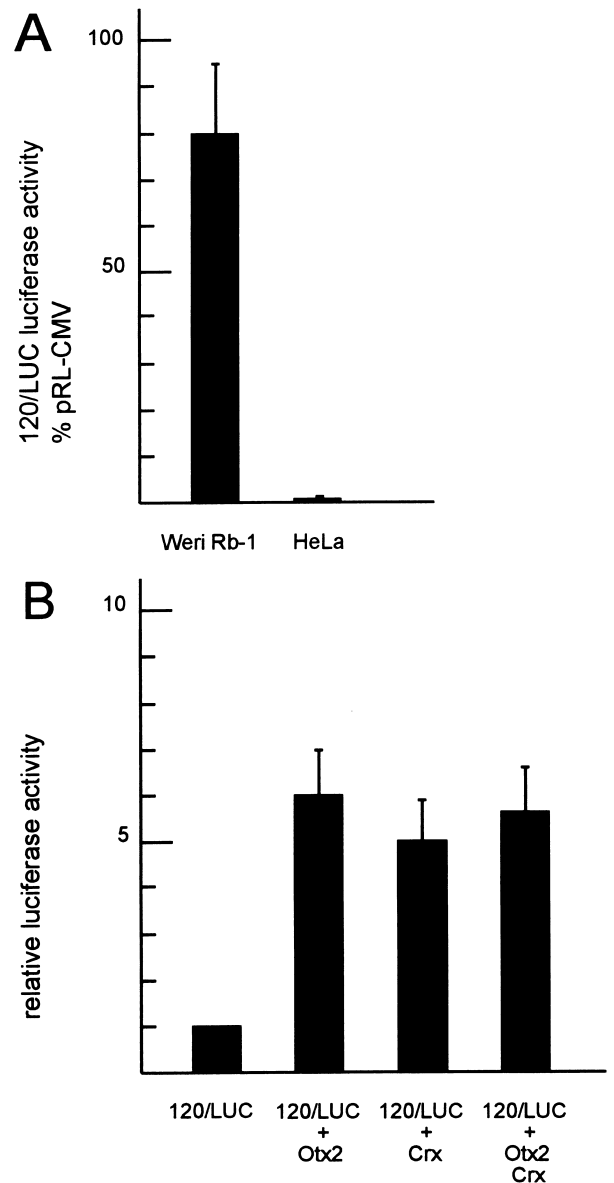 A
100
50
120/LUC luciferase activity
% pRL-CMV
Weri Rb-1 HeLa
B
10
5
relative luciferase activity
120/LUC 120/LUC 120/LUC 120/LUC
+ + +
Otx2 Crx Otx2
Crx